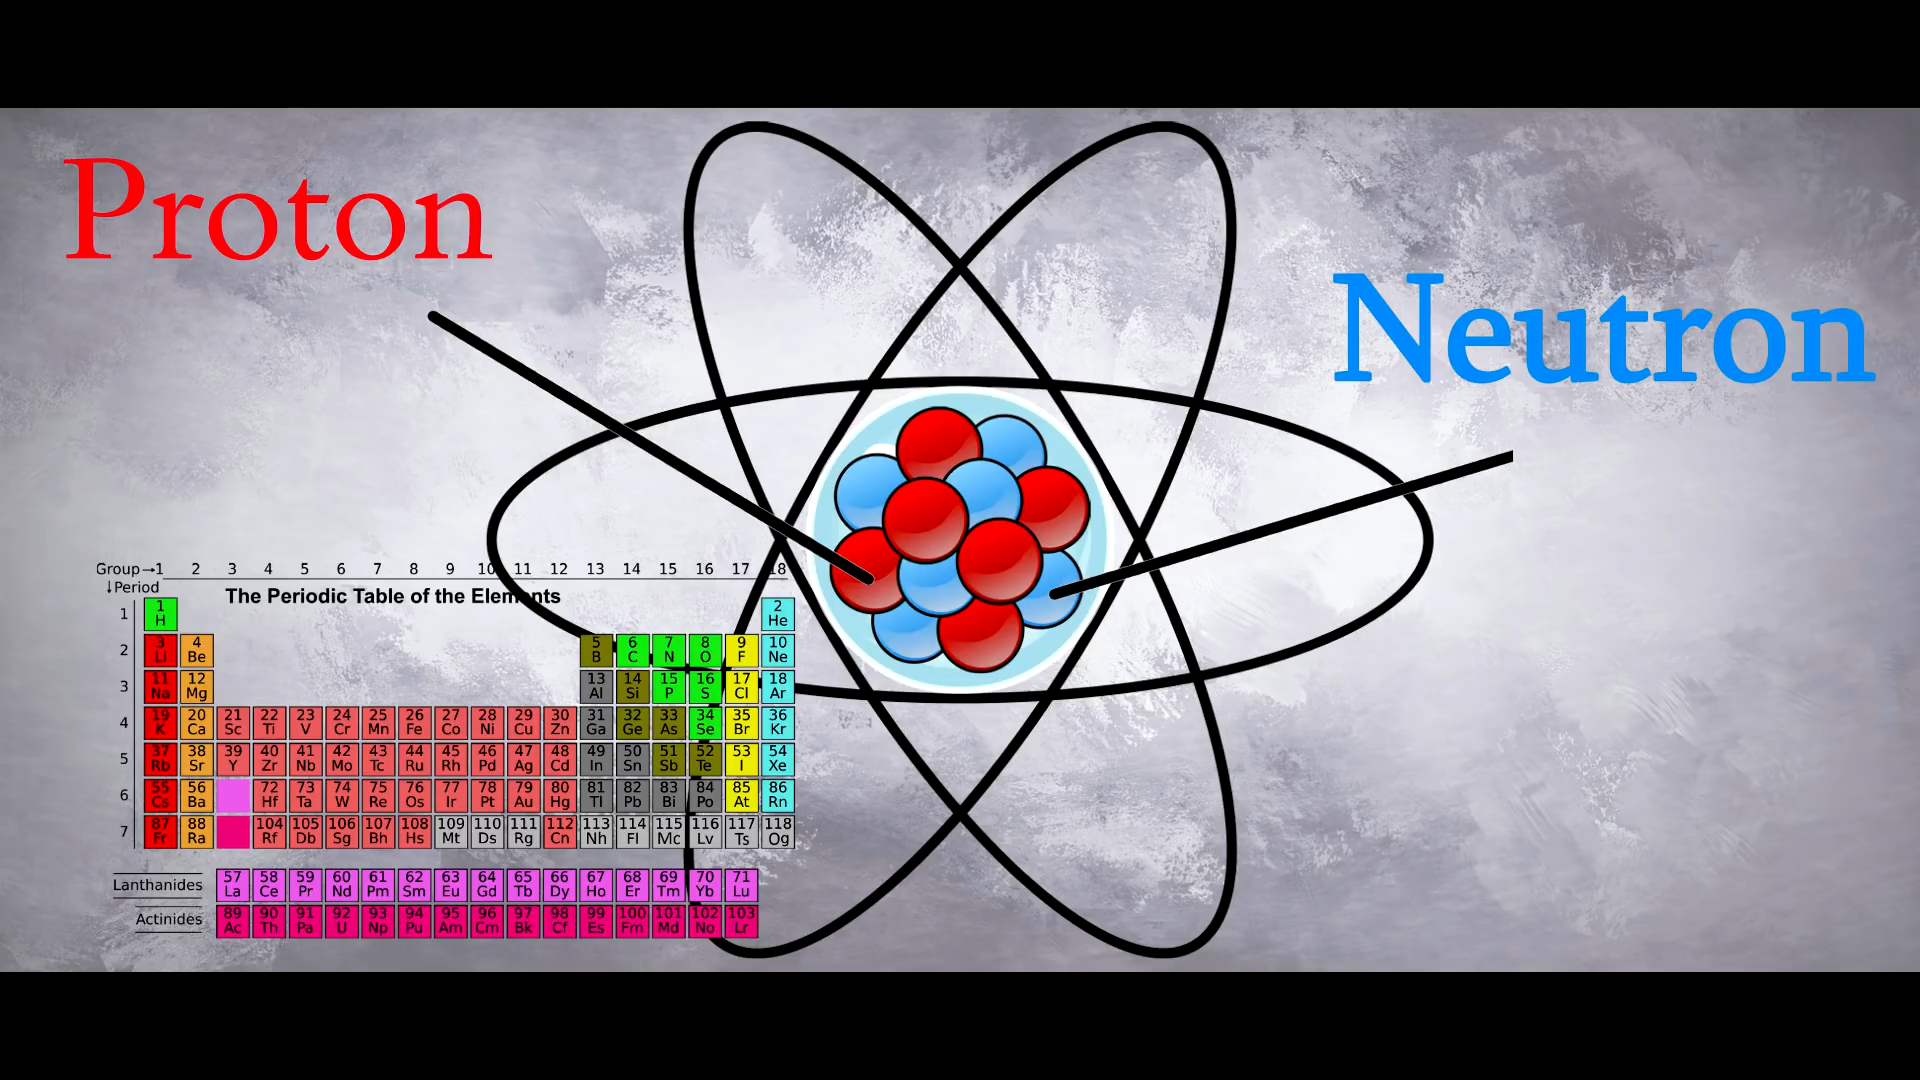 Proton
Neutron
Group→1 2 3 4 5 6 7 8 9 10 11 12 13 14 15 16 17 18
↓Period
The Periodic Table of the Elements
1 1 2
H He
2 3 4 5 6 7 8 9 10
Li Be B C N O F Ne
3 11 12 13 14 15 16 17 18
Na Mg Al Si P S Cl Ar
4 19 20 21 22 23 24 25 26 27 28 29 30 31 32 33 34 35 36
K Ca Sc Ti V Cr Mn Fe Co Ni Cu Zn Ga Ge As Se Br Kr
5 37 38 39 40 41 42 43 44 45 46 47 48 49 50 51 52 53 54
Rb Sr Y Zr Nb Mo Tc Ru Rh Pd Ag Cd In Sn Sb Te I Xe
6 55 56 72 73 74 75 76 77 78 79 80 81 82 83 84 85 86
Cs Ba Hf Ta W Re Os Ir Pt Au Hg Tl Pb Bi Po At Rn
7 87 88 104 105 106 107 108 109 110 111 112 113 114 115 116 117 118
Fr Ra Rf Db Sg Bh Hs Mt Ds Rg Cn Nh Fl Mc Lv Ts Og
Lanthanides 57 58 59 60 61 62 63 64 65 66 67 68 69 70 71
La Ce Pr Nd Pm Sm Eu Gd Tb Dy Ho Er Tm Yb Lu
Actinides 89 90 91 92 93 94 95 96 97 98 99 100 101 102 103
Ac Th Pa U Np Pu Am Cm Bk Cf Es Fm Md No Lr